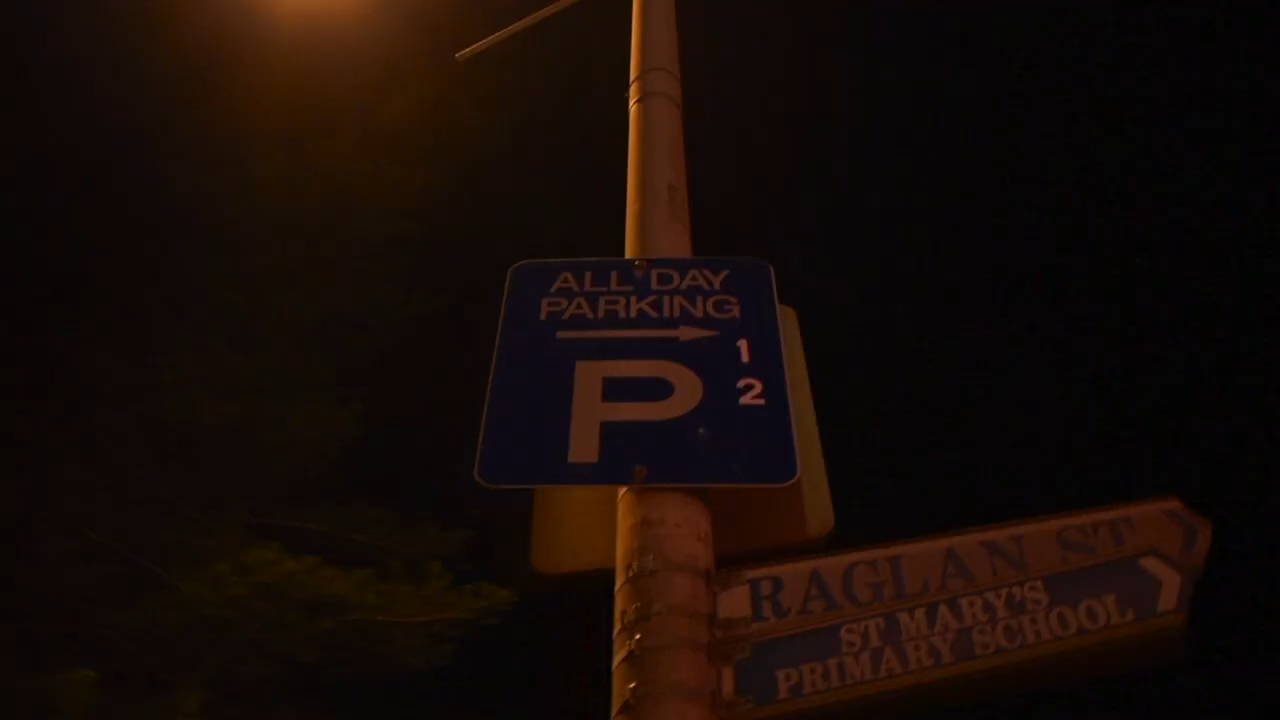 ALL DAY
PARKING
1
P
2
RAGLAN ST
ST MARY'S
PRIMARY SCHOOL